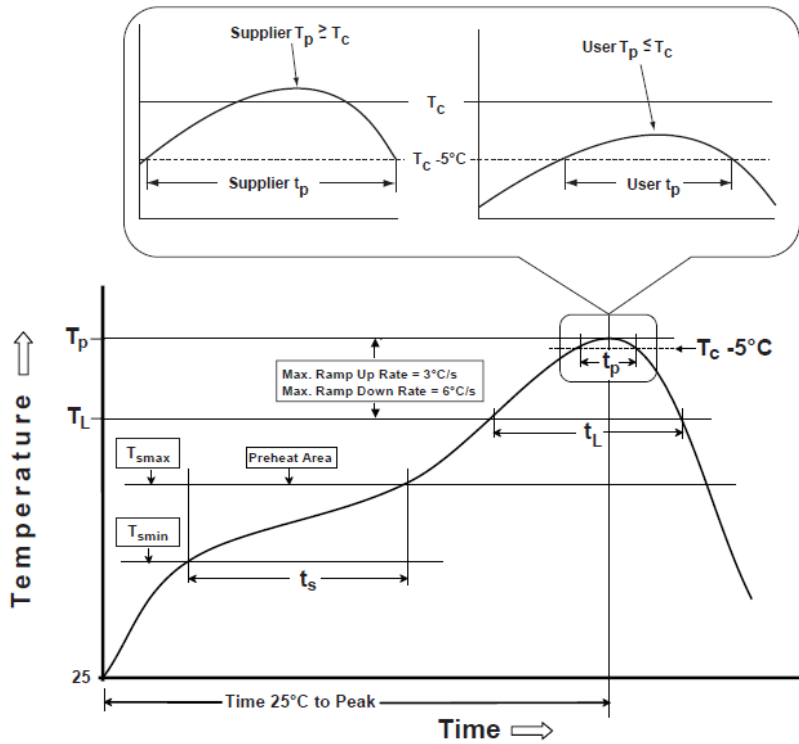 Supplier Tp ≥ Tc
User Tp ≤ Tc
Tc
Tc -5°C
Supplier tp
User tp
Tp
Tc -5°C
tp
Max. Ramp Up Rate = 3°C/s
Max. Ramp Down Rate = 6°C/s
TL
tL
Tsmax
Preheat Area
Tsmin
ts
Temperature
25
Time 25°C to Peak
Time